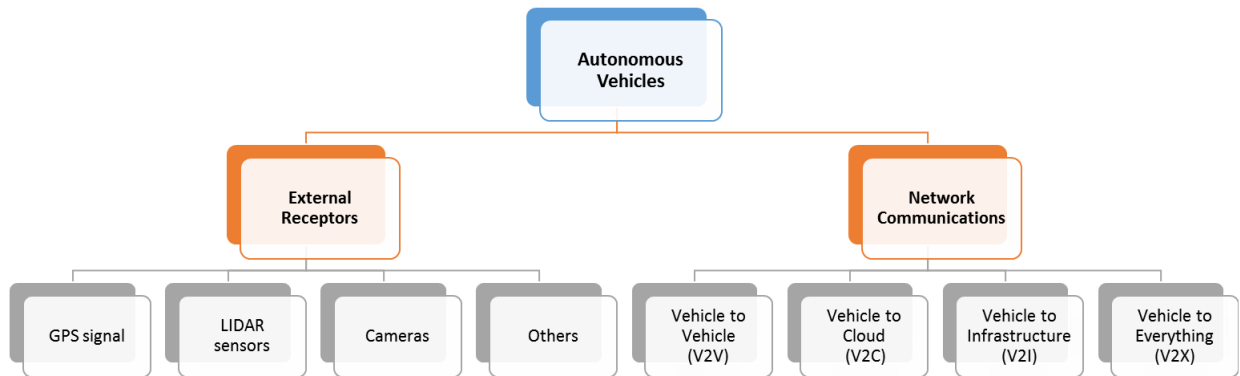 Autonomous
Vehicles
External
Receptors
Network
Communications
GPS signal
LIDAR
sensors
Cameras
Others
Vehicle to
Vehicle
(V2V)
Vehicle to
Cloud
(V2C)
Vehicle to
Infrastructure
(V2I)
Vehicle to
Everything
(V2X)